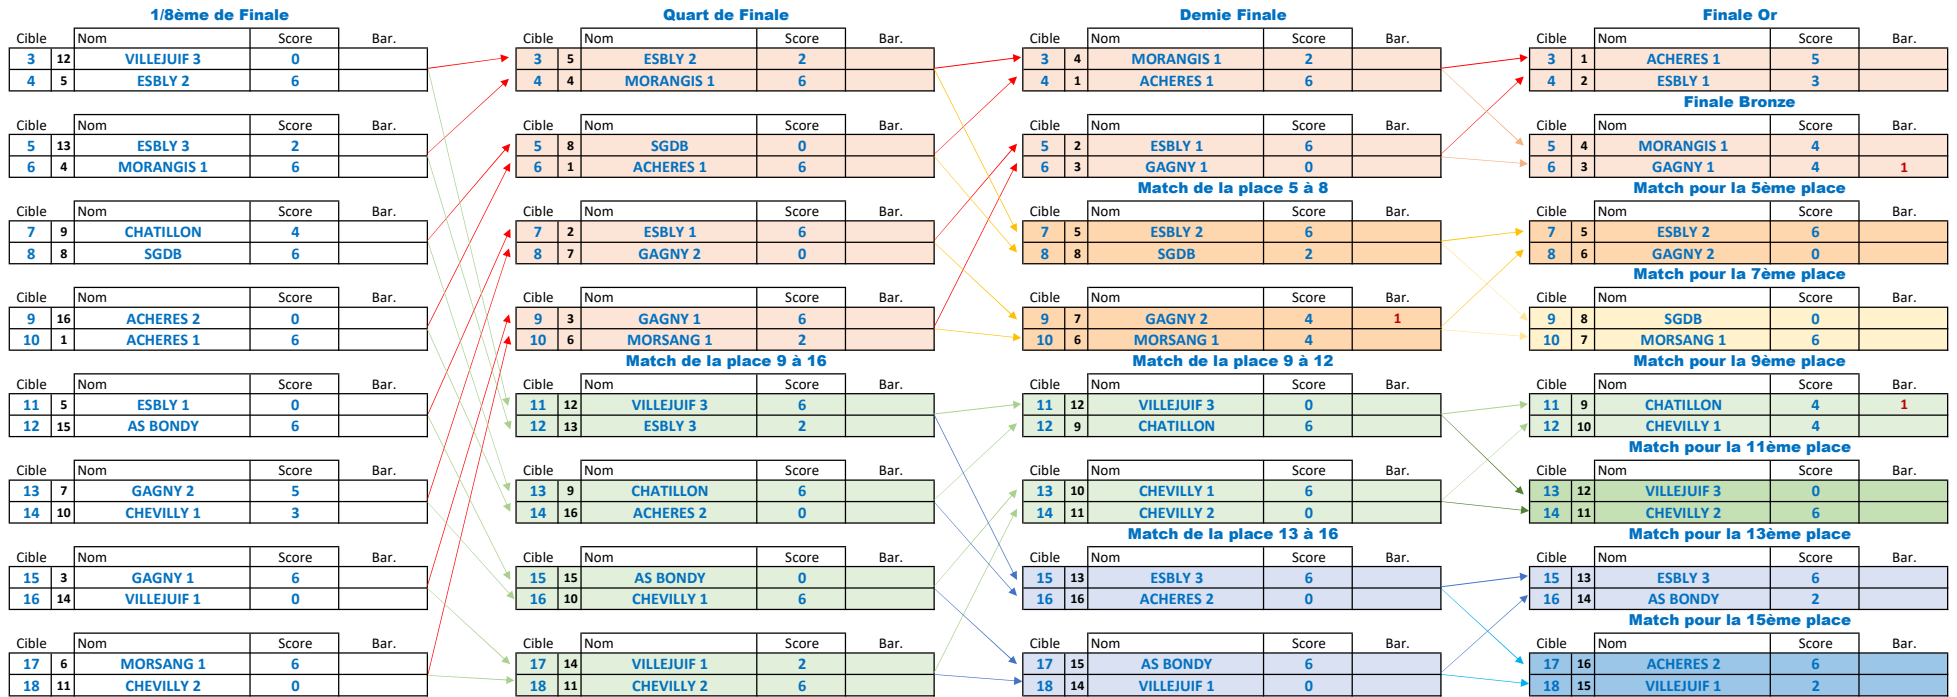 1/8ème de Finale Quart de Finale Demie Finale Finale Or
Cible Nom Score Bar. Cible Nom Score Bar. Cible Nom Score Bar. Cible Nom Score Bar.
3 12 VILLEJUIF 3 0 3 5 ESBLY 2 2 3 4 MORANGIS 1 2 3 1 ACHERES 1 5
4 5 ESBLY 2 6 4 4 MORANGIS 1 6 4 1 ACHERES 1 6 4 2 ESBLY 1 3
Finale Bronze
Cible Nom Score Bar. Cible Nom Score Bar. Cible Nom Score Bar. Cible Nom Score Bar.
5 13 ESBLY 3 2 5 8 SGDB 0 5 2 ESBLY 1 6 5 4 MORANGIS 1 4
6 4 MORANGIS 1 6 6 1 ACHERES 1 6 6 3 GAGNY 1 0 6 3 GAGNY 1 4 1
Match de la place 5 à 8 Match pour la 5ème place
Cible Nom Score Bar. Cible Nom Score Bar. Cible Nom Score Bar. Cible Nom Score Bar.
7 9 CHATILLON 4 7 2 ESBLY 1 6 7 5 ESBLY 2 6 7 5 ESBLY 2 6
8 8 SGDB 6 8 7 GAGNY 2 0 8 8 SGDB 2 8 6 GAGNY 2 0
Match pour la 7ème place
Cible Nom Score Bar. Cible Nom Score Bar. Cible Nom Score Bar. Cible Nom Score Bar.
9 16 ACHERES 2 0 9 3 GAGNY 1 6 9 7 GAGNY 2 4 1 9 8 SGDB 0
10 1 ACHERES 1 6 10 6 MORSANG 1 2 10 6 MORSANG 1 4 10 7 MORSANG 1 6
Match de la place 9 à 16 Match de la place 9 à 12 Match pour la 9ème place
Cible Nom Score Bar. Cible Nom Score Bar. Cible Nom Score Bar. Cible Nom Score Bar.
11 5 ESBLY 1 0 11 12 VILLEJUIF 3 6 11 12 VILLEJUIF 3 0 11 9 CHATILLON 4 1
12 15 AS BONDY 6 12 13 ESBLY 3 2 12 9 CHATILLON 6 12 10 CHEVILLY 1 4
Match pour la 11ème place
Cible Nom Score Bar. Cible Nom Score Bar. Cible Nom Score Bar. Cible Nom Score Bar.
13 7 GAGNY 2 5 13 9 CHATILLON 6 13 10 CHEVILLY 1 6 13 12 VILLEJUIF 3 0
14 10 CHEVILLY 1 3 14 16 ACHERES 2 0 14 11 CHEVILLY 2 0 14 11 CHEVILLY 2 6
Match de la place 13 à 16 Match pour la 13ème place
Cible Nom Score Bar. Cible Nom Score Bar. Cible Nom Score Bar. Cible Nom Score Bar.
15 3 GAGNY 1 6 15 15 AS BONDY 0 15 13 ESBLY 3 6 15 13 ESBLY 3 6
16 14 VILLEJUIF 1 0 16 10 CHEVILLY 1 6 16 16 ACHERES 2 0 16 14 AS BONDY 2
Match pour la 15ème place
Cible Nom Score Bar. Cible Nom Score Bar. Cible Nom Score Bar. Cible Nom Score Bar.
17 6 MORSANG 1 6 17 14 VILLEJUIF 1 2 17 15 AS BONDY 6 17 16 ACHERES 2 6
18 11 CHEVILLY 2 0 18 11 CHEVILLY 2 6 18 14 VILLEJUIF 1 0 18 15 VILLEJUIF 1 2